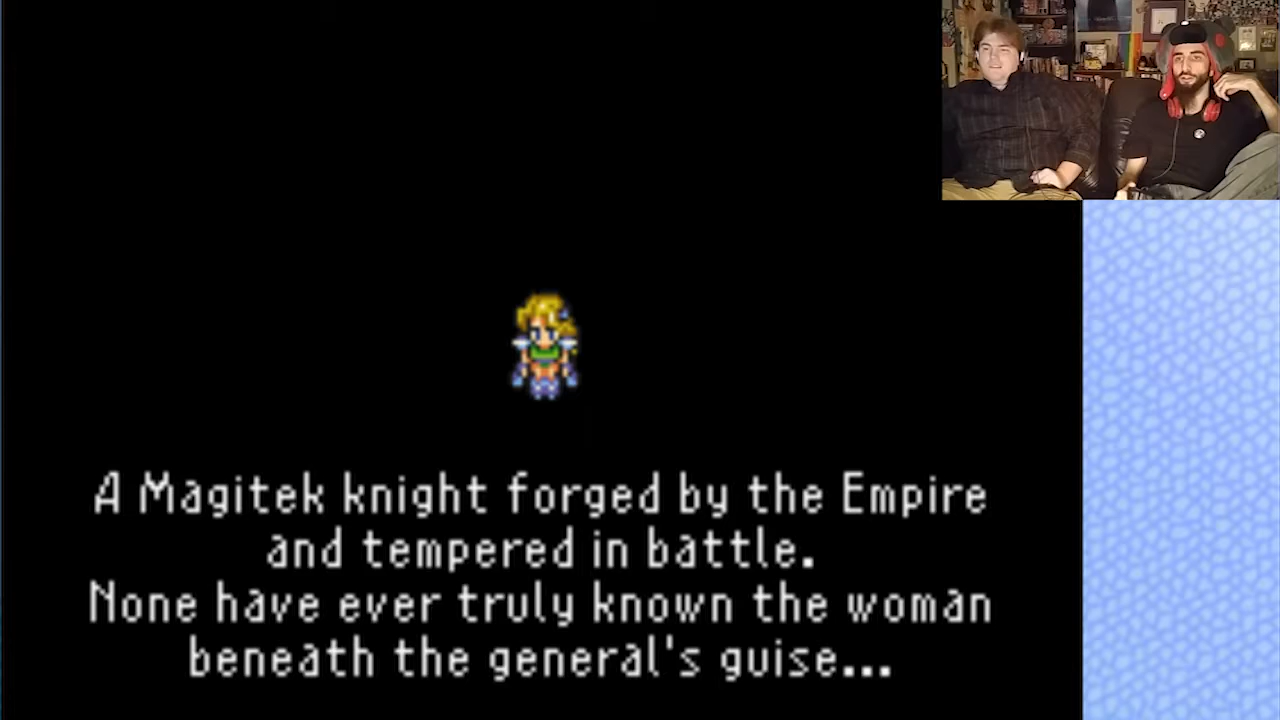 A Magitek knight forged by the Empire
and tempered in battle.
None have ever truly known the woman
beneath the general's guise...